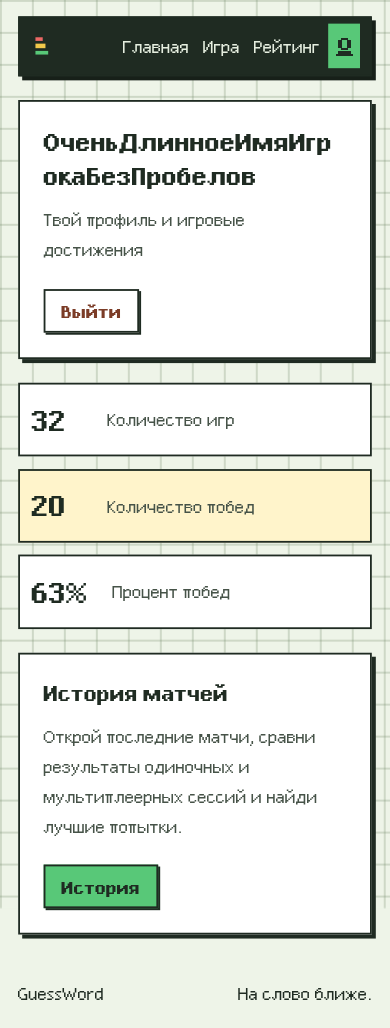 Главная Игра Рейтинг
ОченьДлинноеИмяИгр
окаБезПробелов
Твой профиль и игровые
достижения
Выйти
32 Количество игр
20 Количество побед
63% Процент побед
История матчей
Открой последние матчи, сравни
результаты одиночных и
мультиплеерных сессий и найди
лучшие попытки.
История
GuessWord На слово ближе.